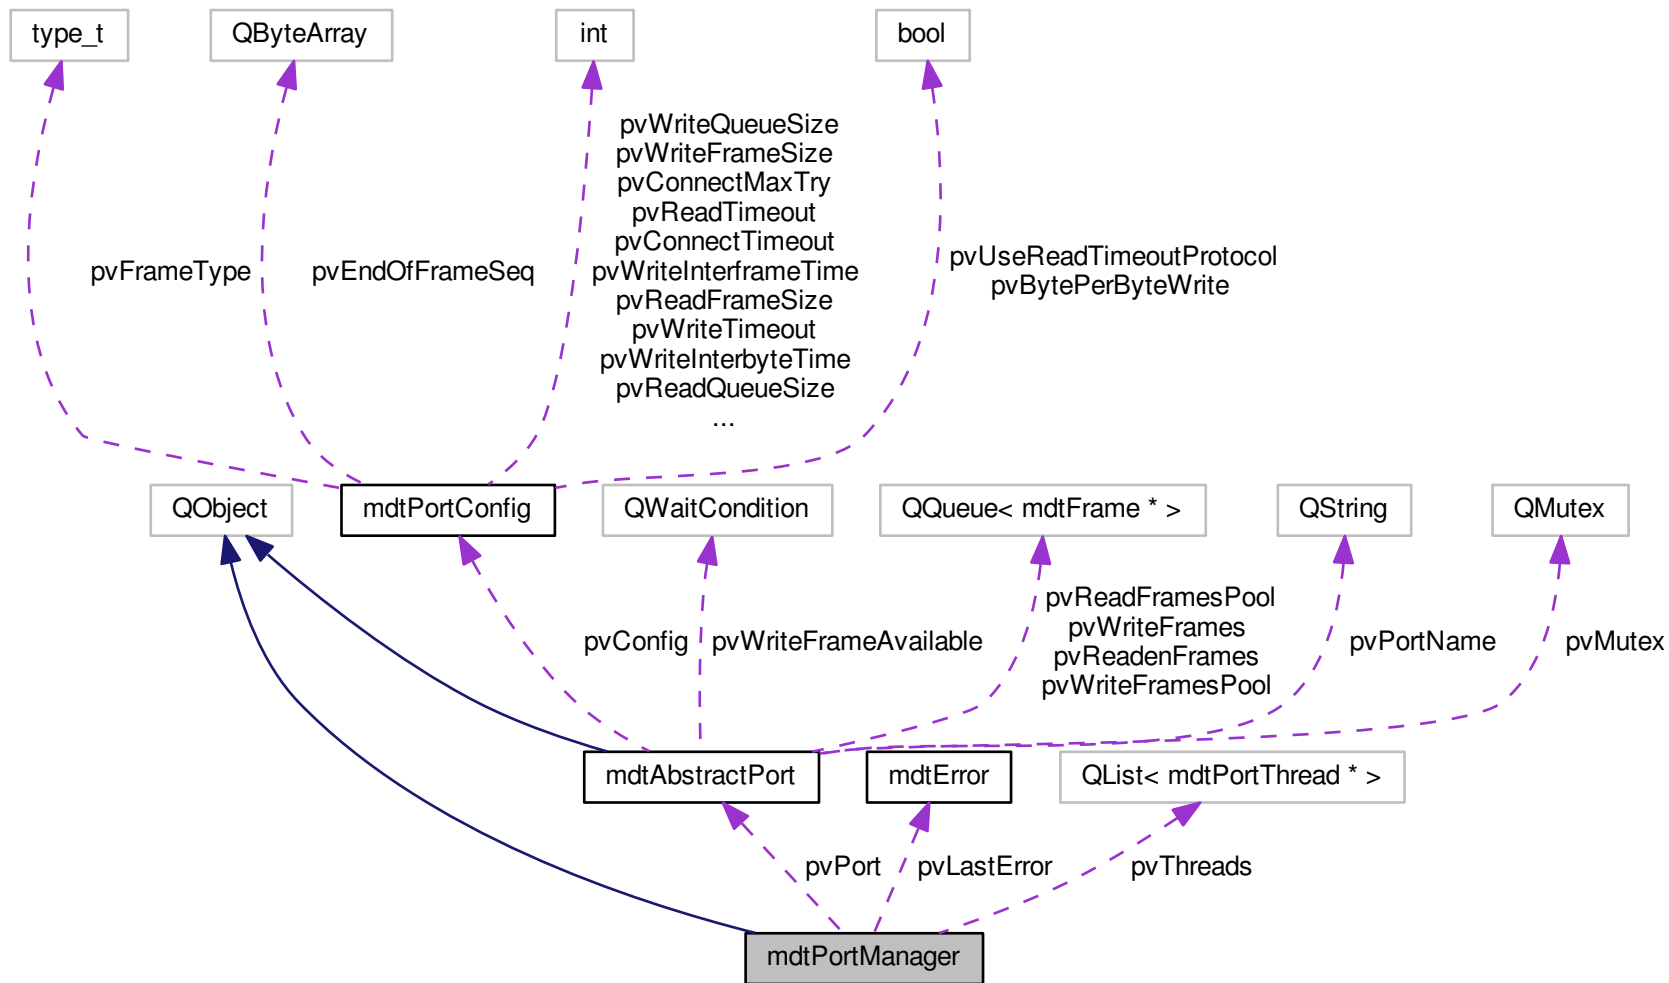 type_t
QByteArray
int
bool
pvWriteQueueSize
pvWriteFrameSize
pvConnectMaxTry
pvReadTimeout
pvConnectTimeout
pvWriteInterframeTime
pvReadFrameSize
pvWriteTimeout
pvWriteInterbyteTime
pvReadQueueSize
...
pvFrameType
pvEndOfFrameSeq
pvUseReadTimeoutProtocol
pvBytePerByteWrite
QObject
mdtPortConfig
QWaitCondition
QQueue< mdtFrame * >
QString
QMutex
pvConfig
pvWriteFrameAvailable
pvReadFramesPool
pvWriteFrames
pvReadenFrames
pvWriteFramesPool
pvPortName
pvMutex
mdtAbstractPort
mdtError
QList< mdtPortThread * >
pvPort
pvLastError
pvThreads
mdtPortManager